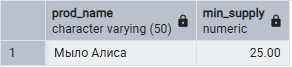 prod_name min_supply
character varying (50) numeric
1 Мыло Алиса 25.00